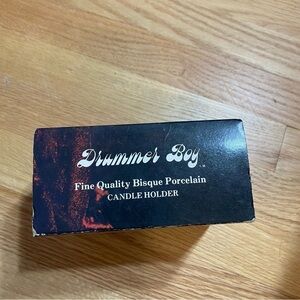 Drummer Boy
Fine Quality Bisque Porcelain
CANDLE HOLDER